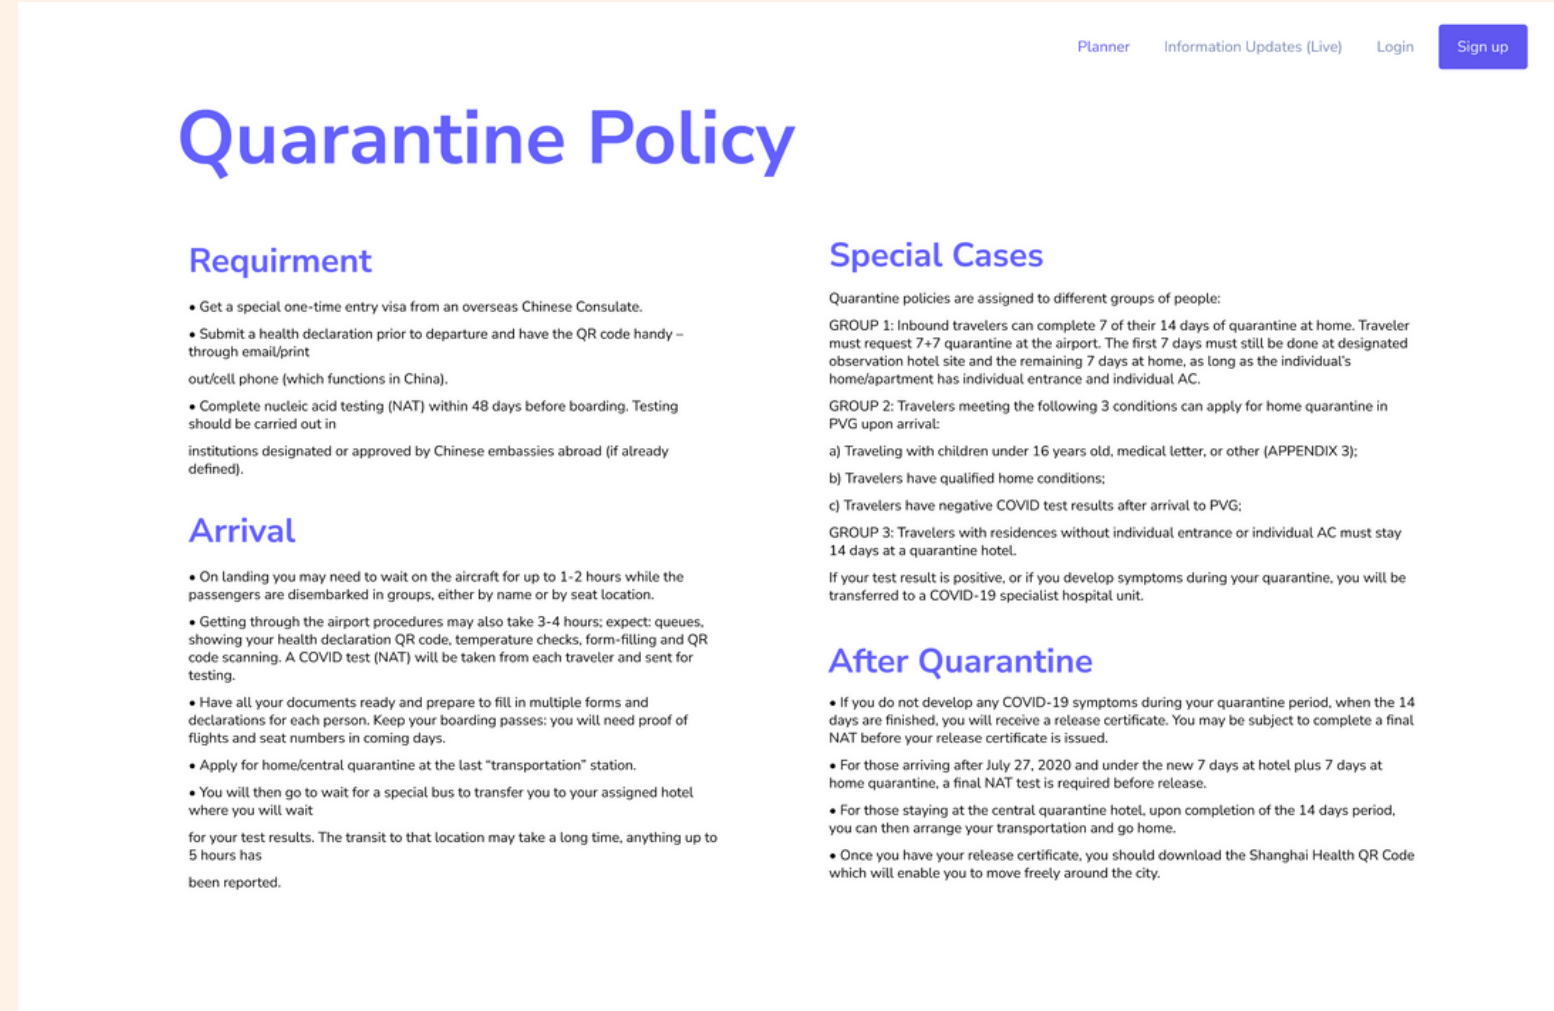 Planner Information Updates (Live) Login Sign up
Quarantine Policy
Requirment
• Get a special one-time entry visa from an overseas Chinese Consulate.
• Submit a health declaration prior to departure and have the QR code handy –
through email/print
out/cell phone (which functions in China).
• Complete nucleic acid testing (NAT) within 48 days before boarding. Testing
should be carried out in
institutions designated or approved by Chinese embassies abroad (if already
defined).
Arrival
• On landing you may need to wait on the aircraft for up to 1-2 hours while the
passengers are disembarked in groups, either by name or by seat location.
• Getting through the airport procedures may also take 3-4 hours; expect: queues,
showing your health declaration QR code, temperature checks, form-filling and QR
code scanning. A COVID test (NAT) will be taken from each traveler and sent for
testing.
• Have all your documents ready and prepare to fill in multiple forms and
declarations for each person. Keep your boarding passes: you will need proof of
flights and seat numbers in coming days.
• Apply for home/central quarantine at the last “transportation” station.
• You will then go to wait for a special bus to transfer you to your assigned hotel
where you will wait
for your test results. The transit to that location may take a long time, anything up to
5 hours has
been reported.
Special Cases
Quarantine policies are assigned to different groups of people:
GROUP 1: Inbound travelers can complete 7 of their 14 days of quarantine at home. Traveler
must request 7+7 quarantine at the airport. The first 7 days must still be done at designated
observation hotel site and the remaining 7 days at home, as long as the individual’s
home/apartment has individual entrance and individual AC.
GROUP 2: Travelers meeting the following 3 conditions can apply for home quarantine in
PVG upon arrival:
a) Traveling with children under 16 years old, medical letter, or other (APPENDIX 3);
b) Travelers have qualified home conditions;
c) Travelers have negative COVID test results after arrival to PVG;
GROUP 3: Travelers with residences without individual entrance or individual AC must stay
14 days at a quarantine hotel.
If your test result is positive, or if you develop symptoms during your quarantine, you will be
transferred to a COVID-19 specialist hospital unit.
After Quarantine
• If you do not develop any COVID-19 symptoms during your quarantine period, when the 14
days are finished, you will receive a release certificate. You may be subject to complete a final
NAT before your release certificate is issued.
• For those arriving after July 27, 2020 and under the new 7 days at hotel plus 7 days at
home quarantine, a final NAT test is required before release.
• For those staying at the central quarantine hotel, upon completion of the 14 days period,
you can then arrange your transportation and go home.
• Once you have your release certificate, you should download the Shanghai Health QR Code
which will enable you to move freely around the city.